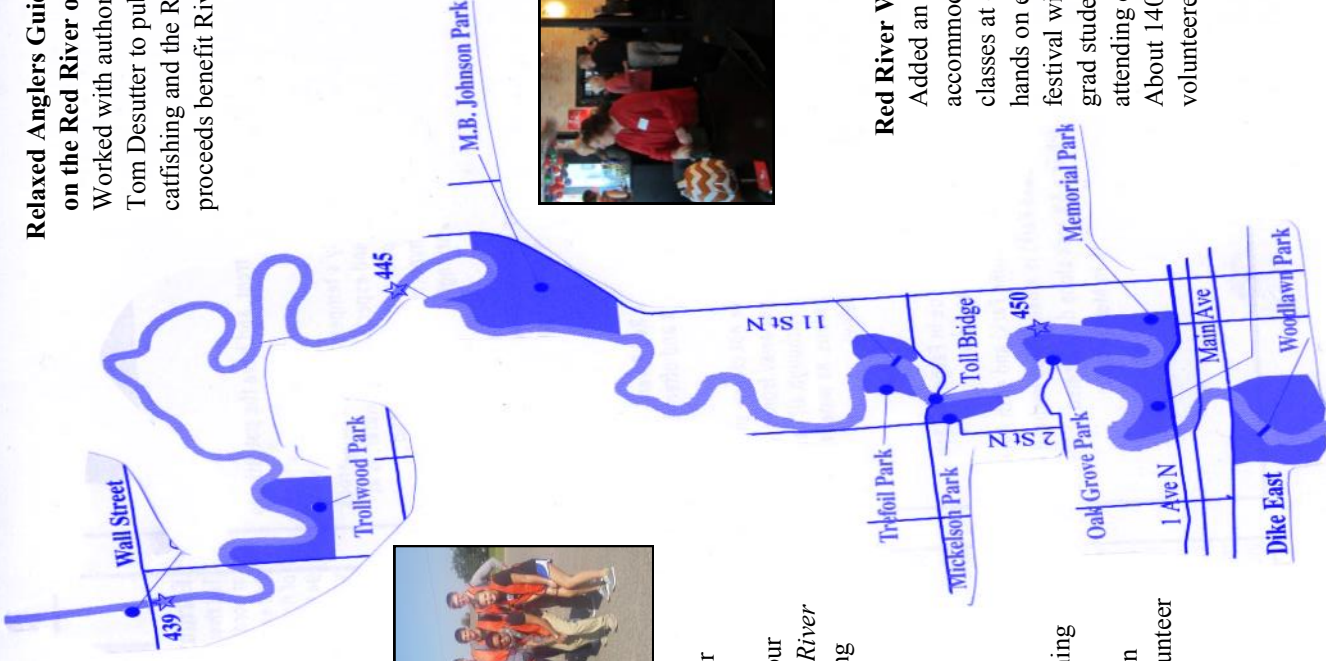 Relaxed Anglers Guid
on the Red River o
Worked with author
Tom Desutter to pul
catfishing and the R
proceeds benefit Riv
Red River W
Added an
accommod
classes at
hands on e
festival wi
grad stude
attending
About 140
volunteere
M.B. Johnson Park
445
Wall Street
439
Trollwood Park
11 St N
Toll Bridge
450
Memorial Park
Main Ave
Woodlawn Park
Trefoil Park
Mickelson Park
2 St N
Oak Grove Park
1 Ave N
Dike East
r
our
River
ng
ning
n
unteer